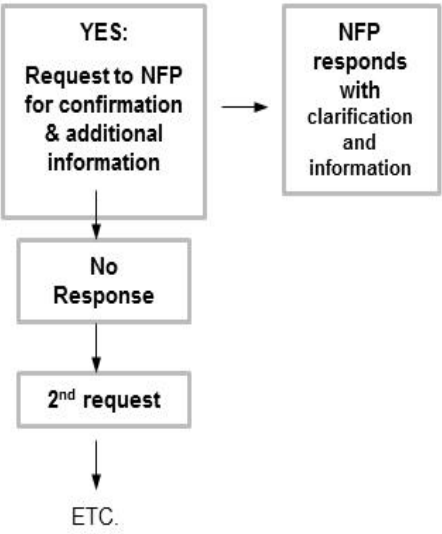 YES:
Request to NFP
for confirmation
& additional
information
NFP
responds
with
clarification
and
information
No
Response
2nd request
ETC.